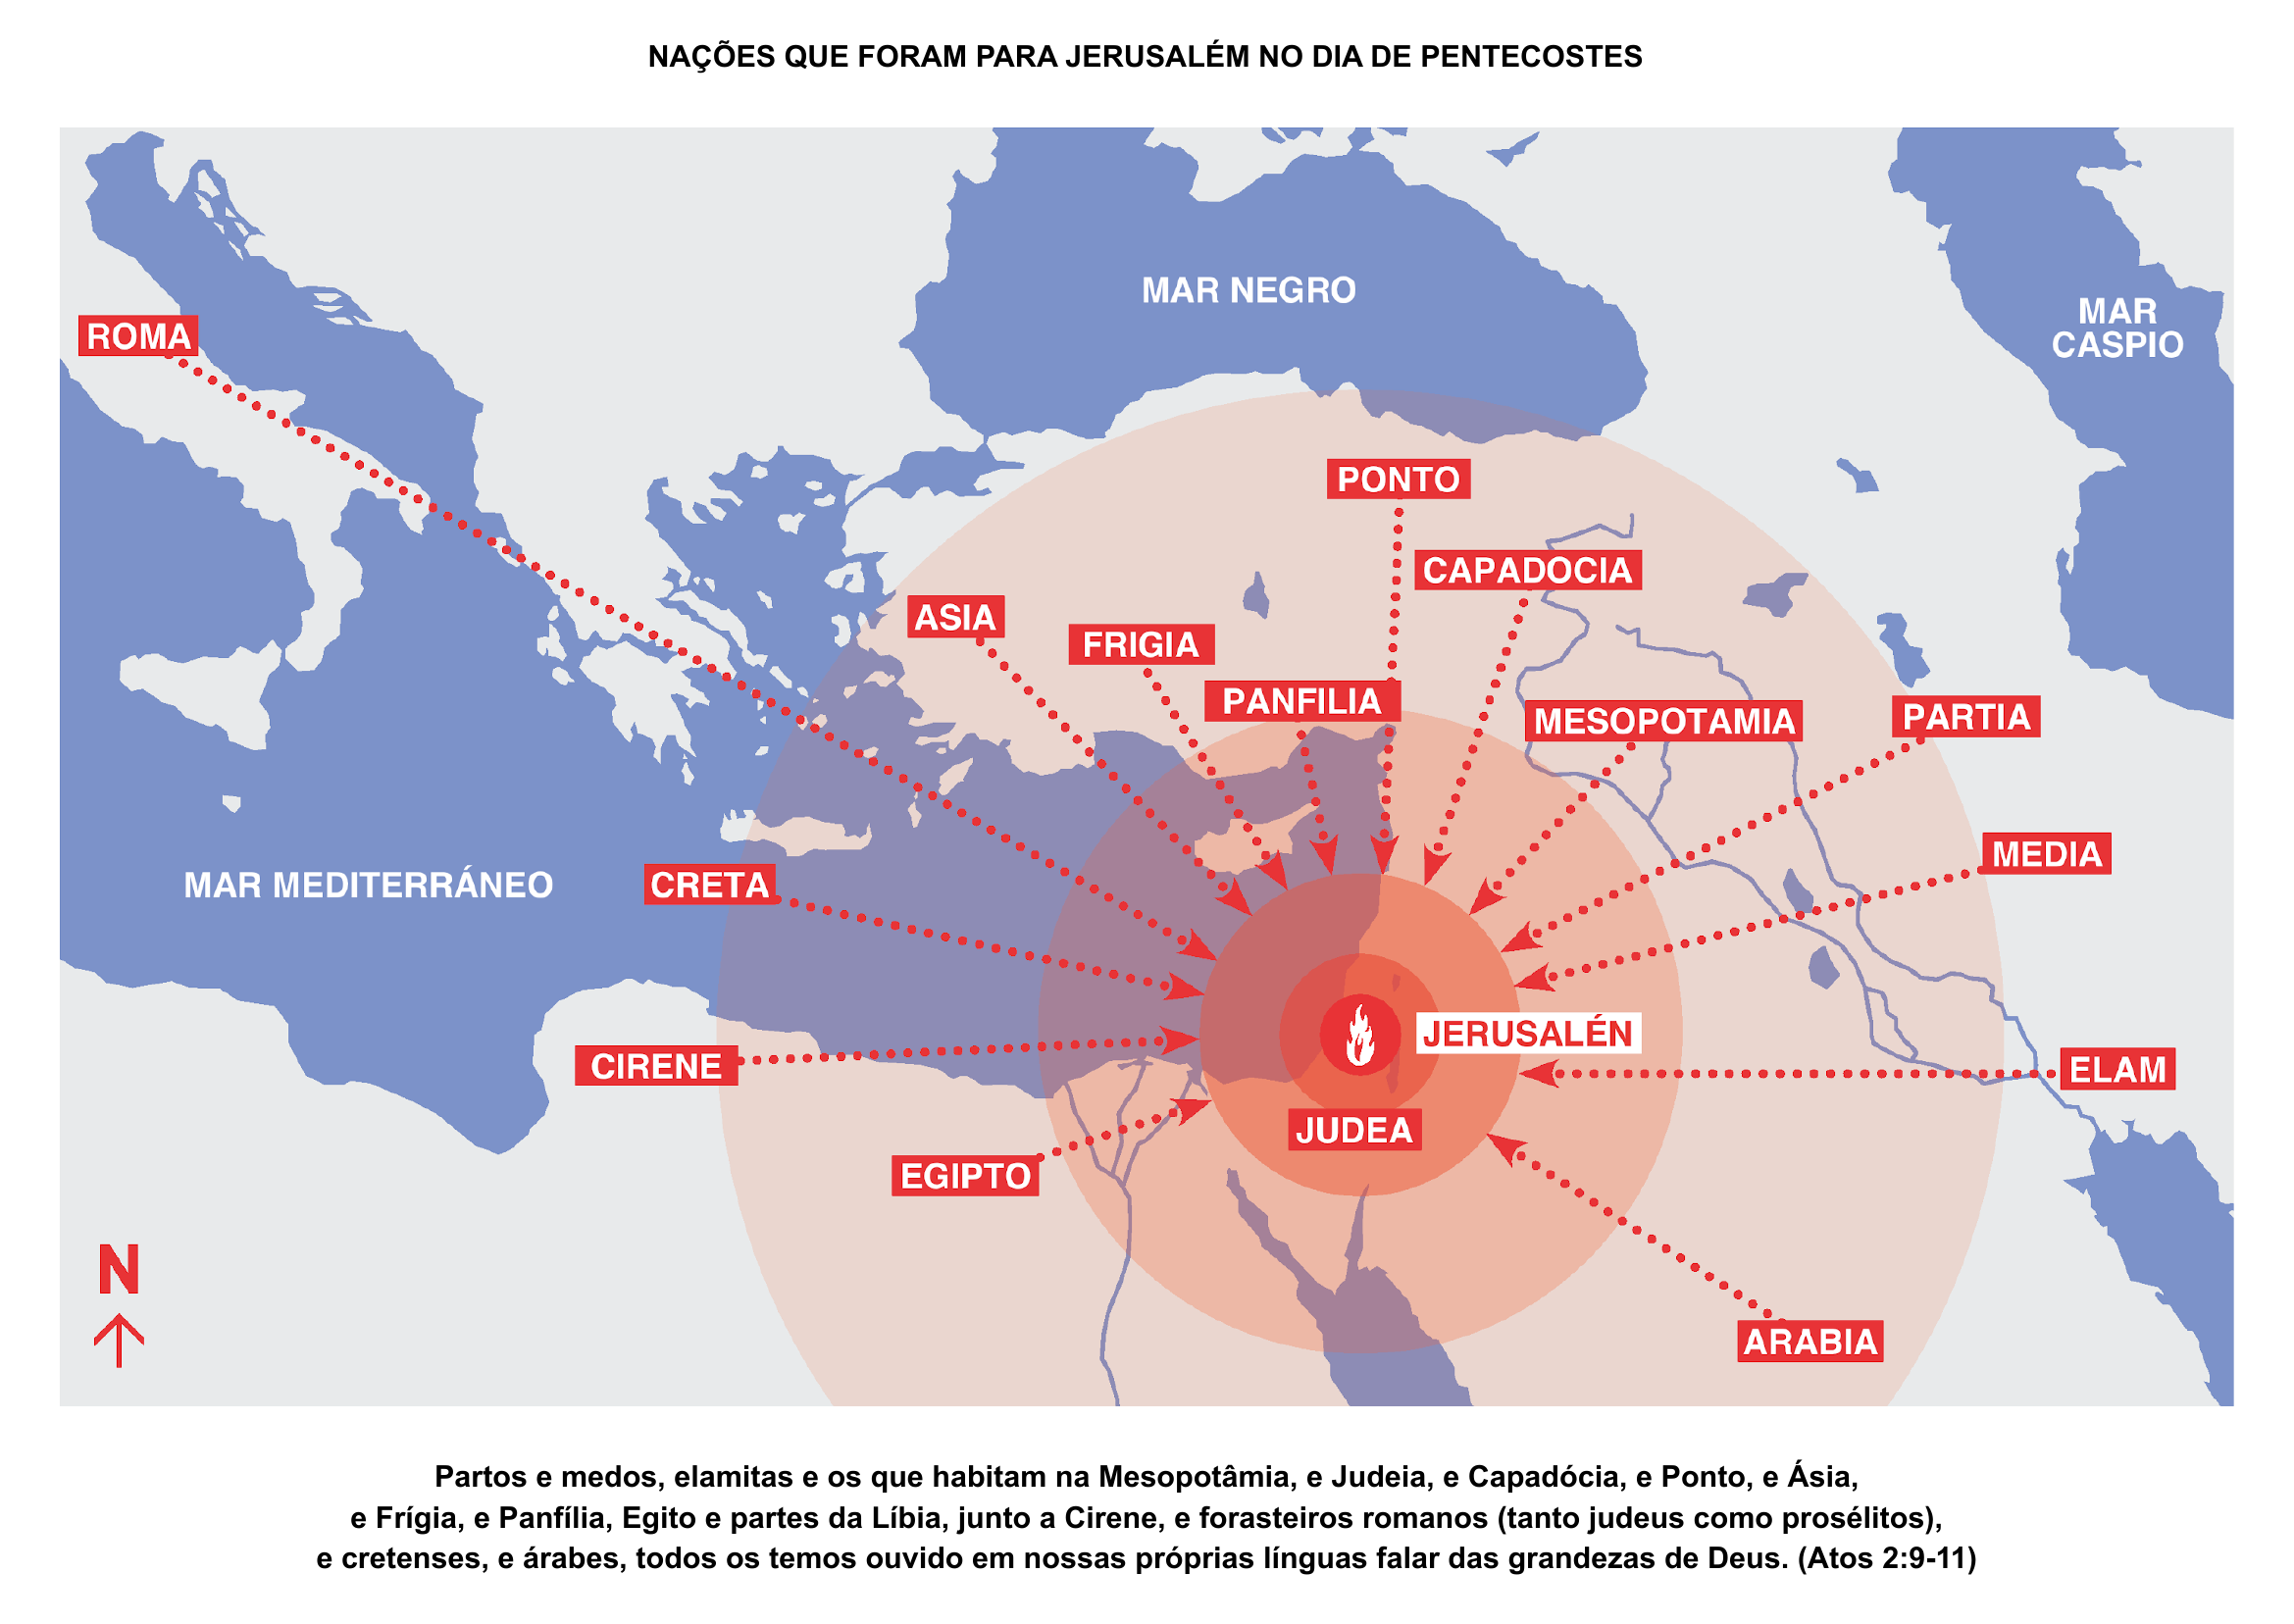 NAÇÕES QUE FORAM PARA JERUSALÉM NO DIA DE PENTECOSTES
MAR NEGRO
MAR
CASPIO
ROMA
PONTO
CAPADOCIA
ASIA
FRIGIA
PANFILIA
MESOPOTAMIA
PARTIA
MEDIA
MAR MEDITERRÁNEO
CRETA
JERUSALÉN
CIRENE
ELAM
JUDEA
EGIPTO
N
ARABIA
Partos e medos, elamitas e os que habitam na Mesopotâmia, e Judeia, e Capadócia, e Ponto, e Ásia,
e Frígia, e Panfília, Egito e partes da Líbia, junto a Cirene, e forasteiros romanos (tanto judeus como prosélitos),
e cretenses, e árabes, todos os temos ouvido em nossas próprias línguas falar das grandezas de Deus. (Atos 2:9-11)